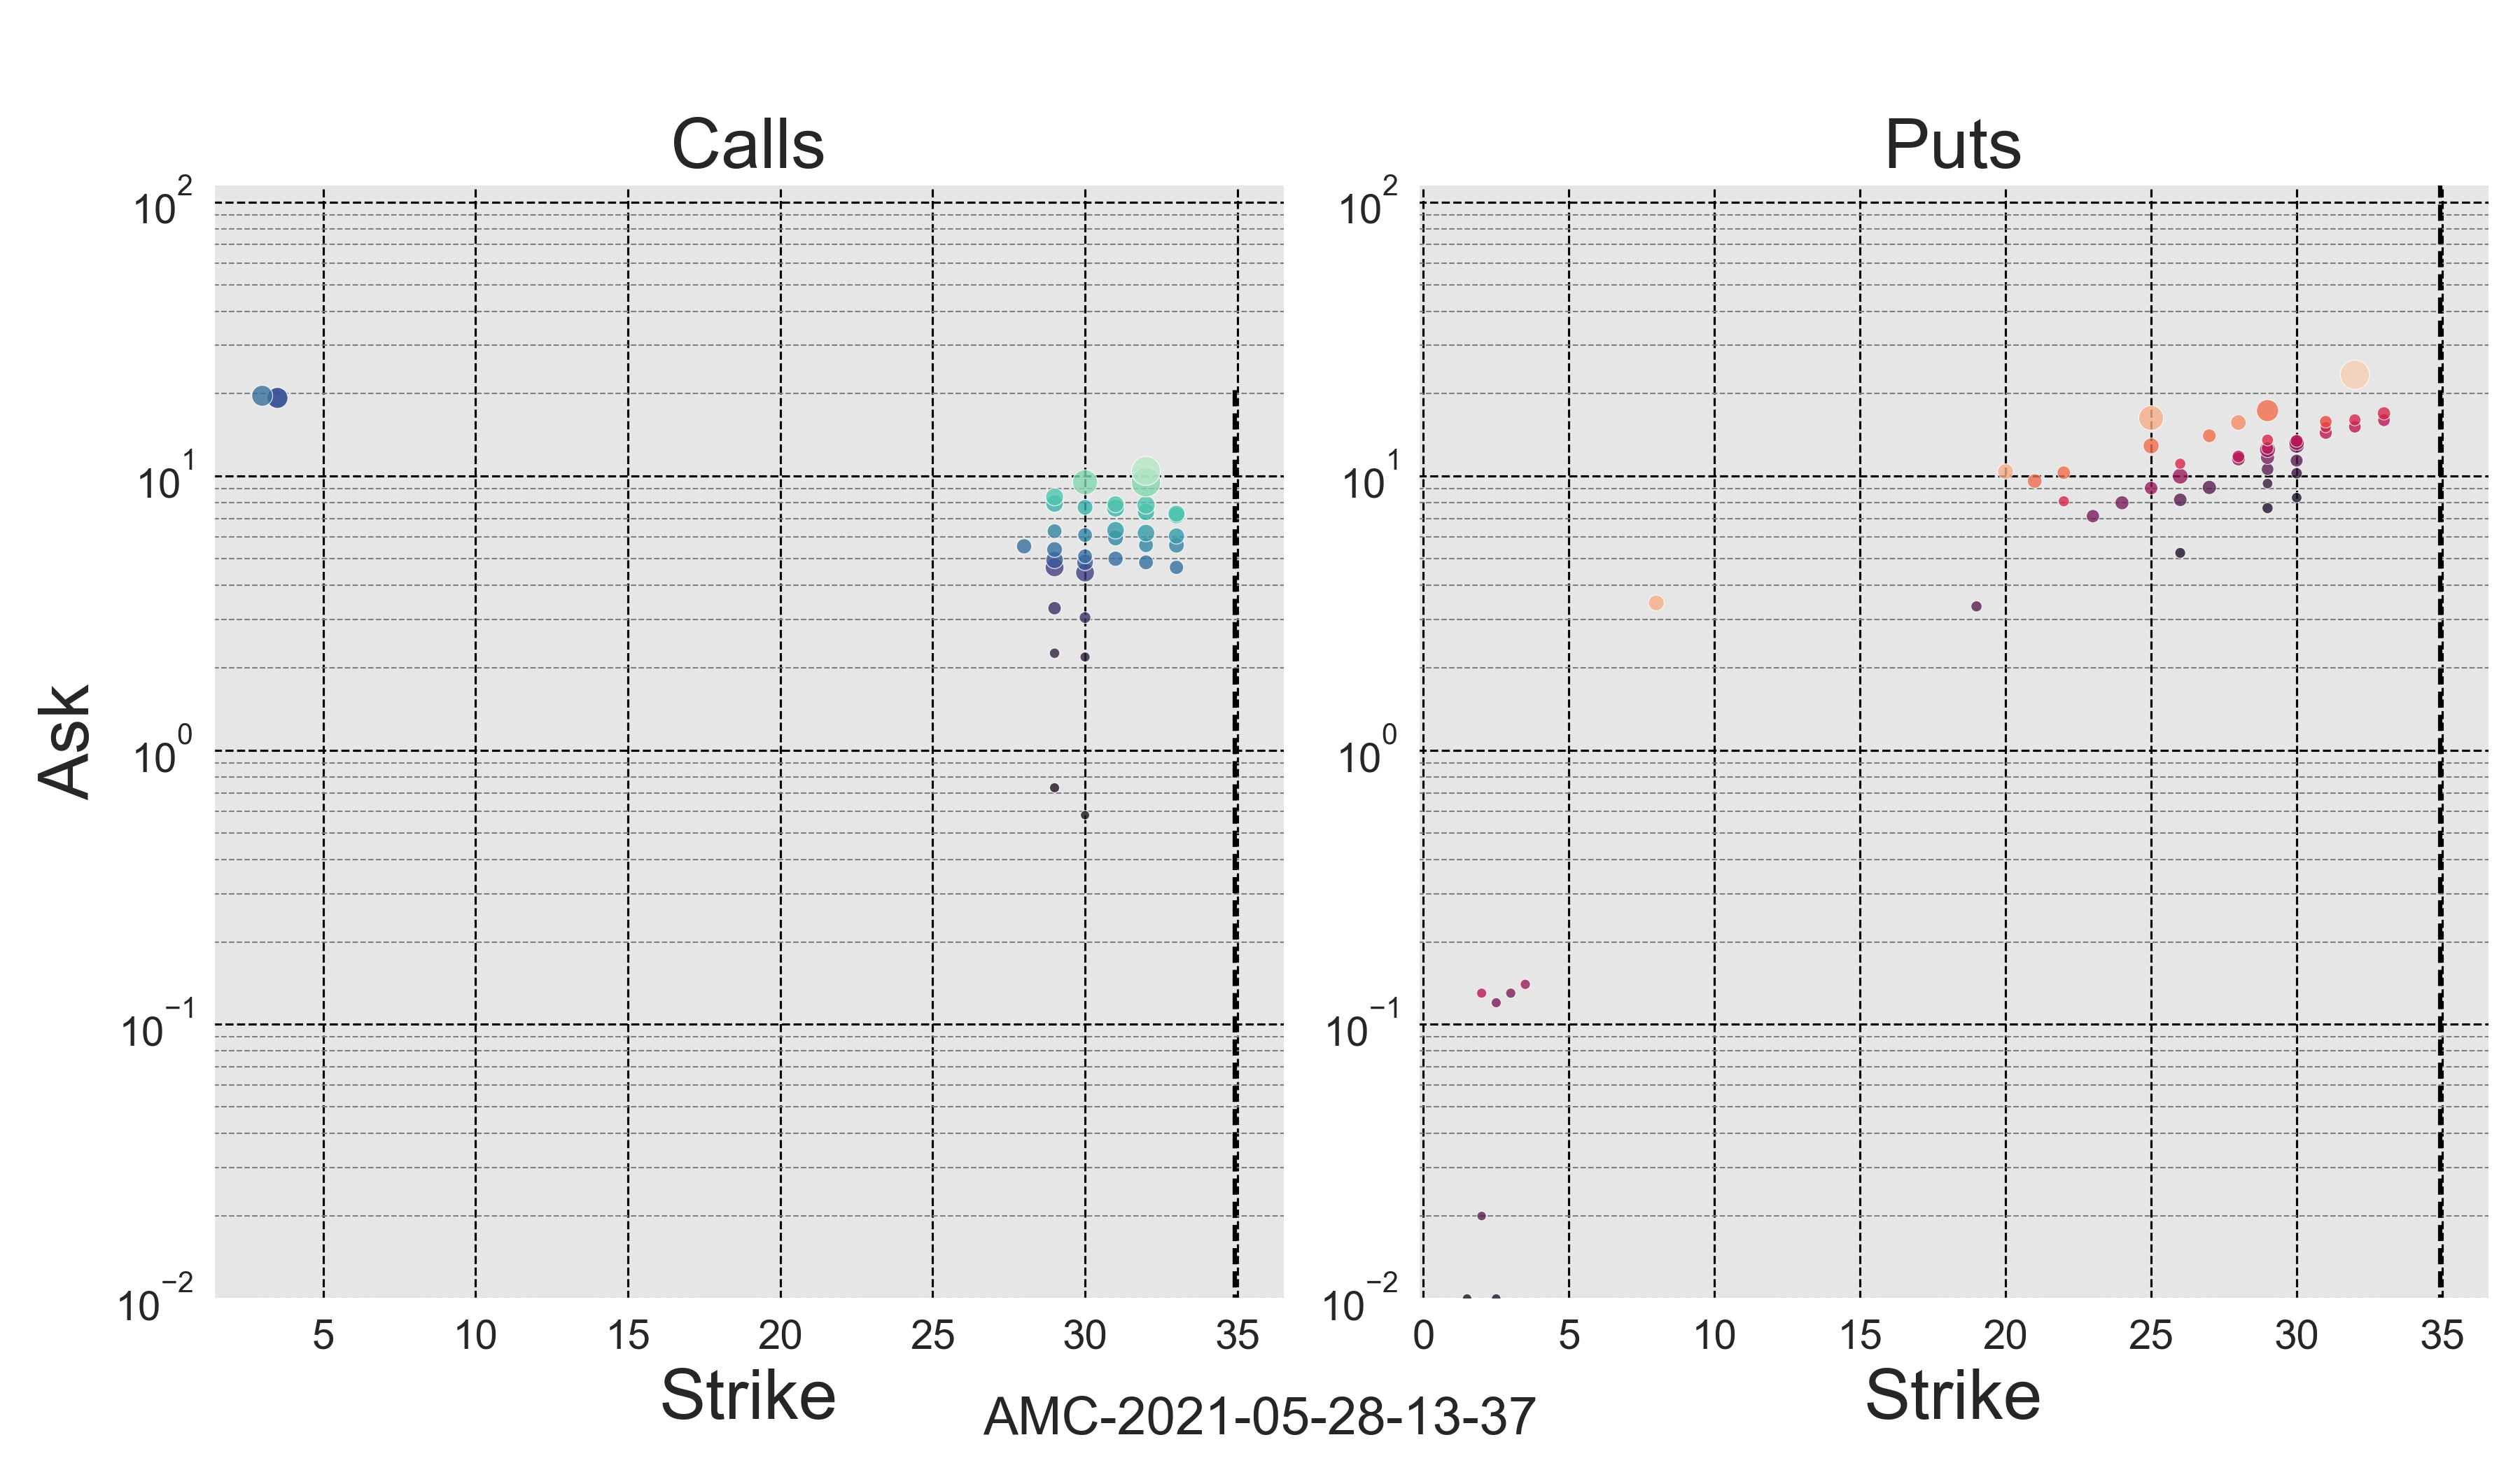 Calls Puts
10^2 10^2
10^1 10^1
10^0 10^0
10^−1 10^−1
10^−2 10^−2
Ask
5 10 15 20 25 30 35 0 5 10 15 20 25 30 35
Strike Strike
AMC-2021-05-28-13-37